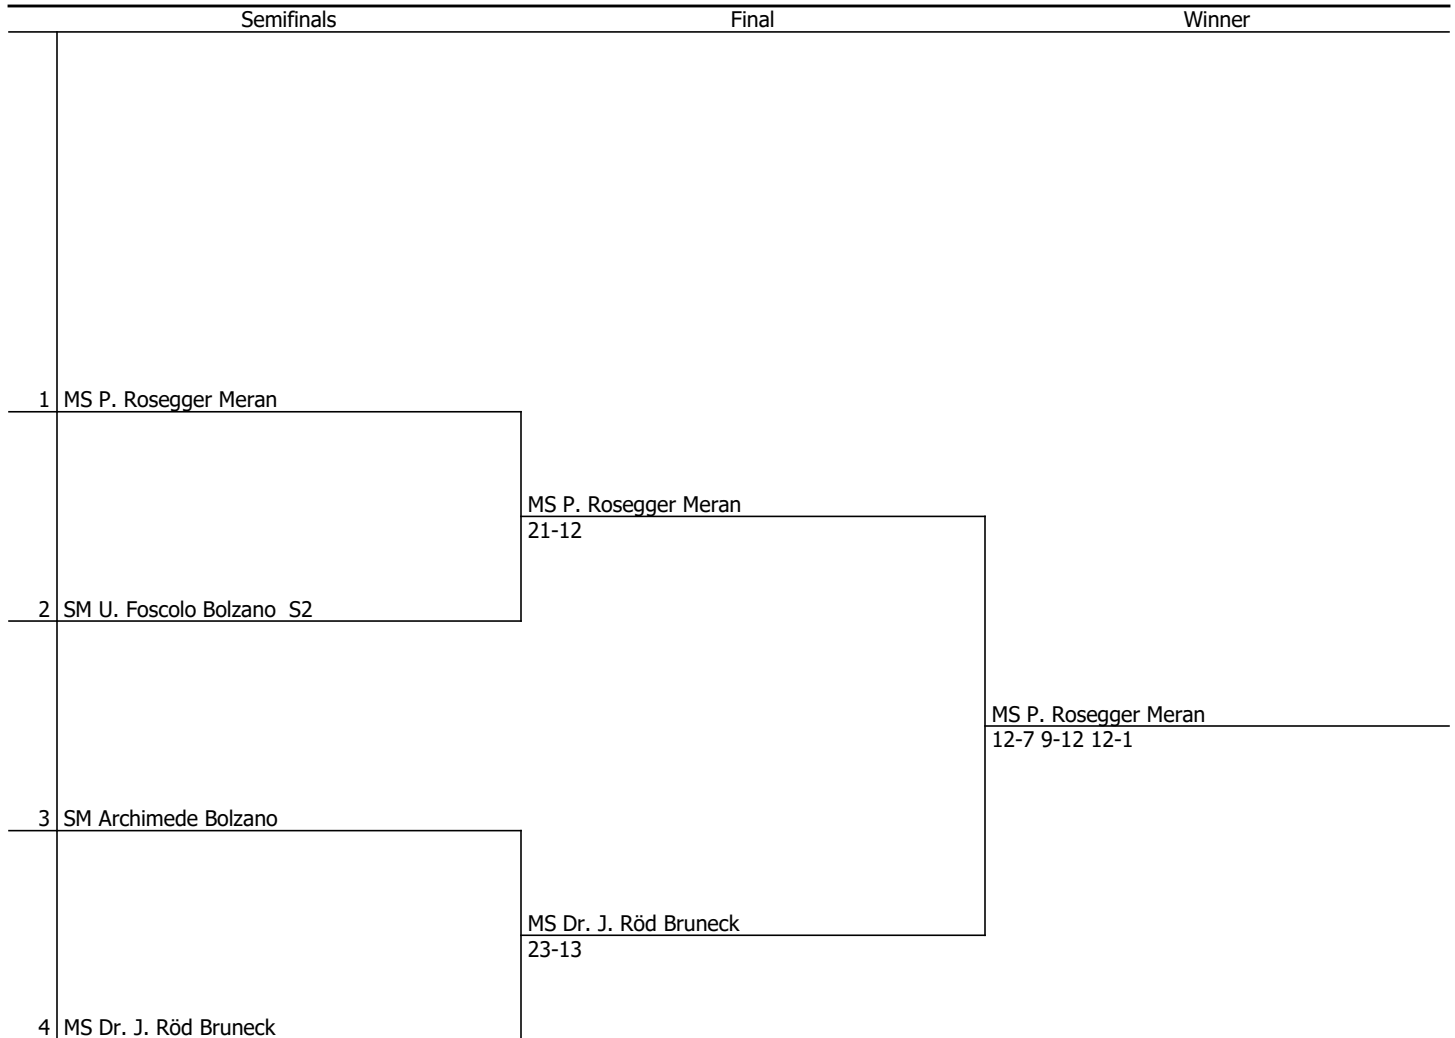 Semifinals Final Winner
1 MS P. Rosegger Meran
MS P. Rosegger Meran
21-12
2 SM U. Foscolo Bolzano  S2
MS P. Rosegger Meran
12-7 9-12 12-1
3 SM Archimede Bolzano
MS Dr. J. Röd Bruneck
23-13
4 MS Dr. J. Röd Bruneck